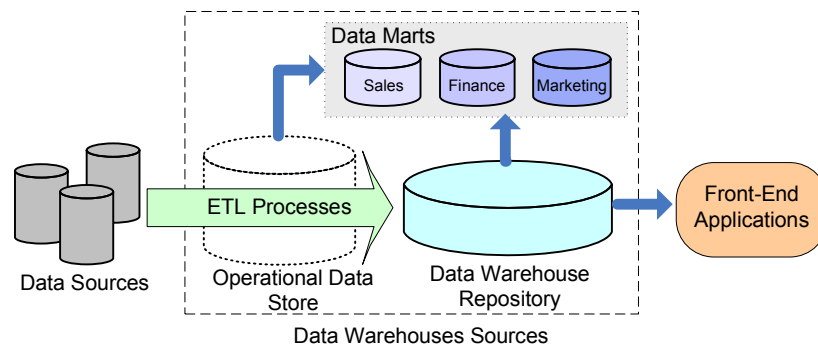 Data Marts
Sales
Finance
Marketing
ETL Processes
Front-End
Applications
Data Sources
Operational Data
Store
Data Warehouse
Repository
Data Warehouses Sources